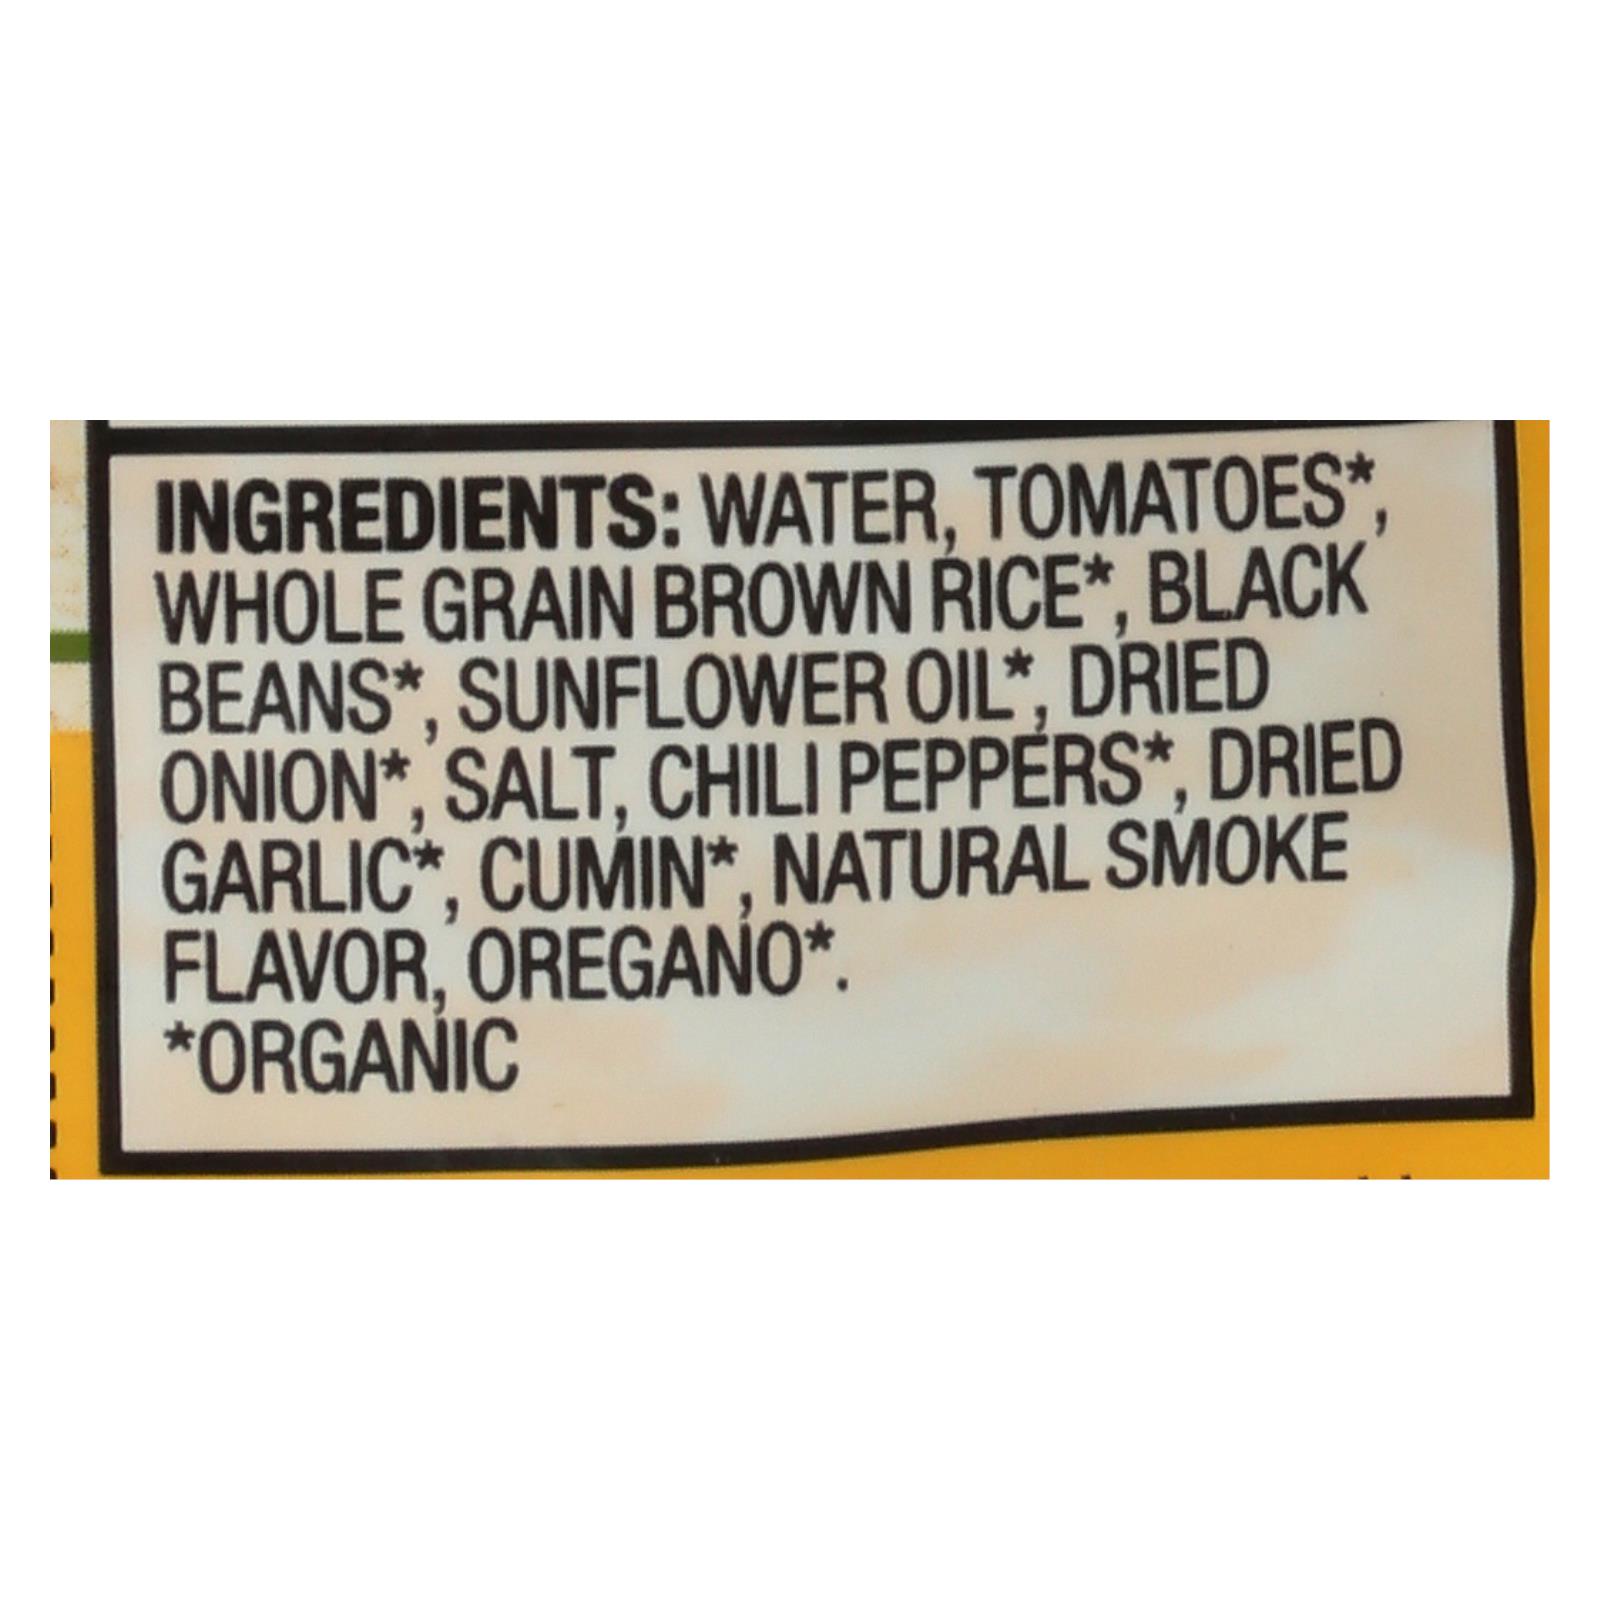 INGREDIENTS: WATER, TOMATOES*,
WHOLE GRAIN BROWN RICE*, BLACK
BEANS*, SUNFLOWER OIL*, DRIED
ONION*, SALT, CHILI PEPPERS*, DRIED
GARLIC*, CUMIN*, NATURAL SMOKE
FLAVOR, OREGANO*.
*ORGANIC